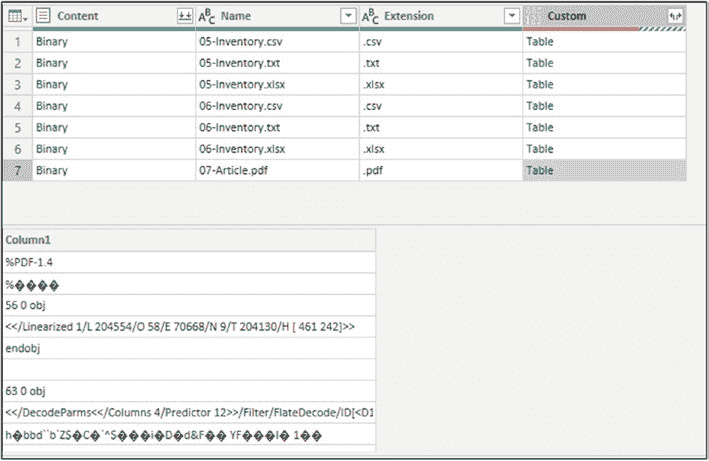 Content Name Extension Custom
1 Binary 05-Inventory.csv .csv Table
2 Binary 05-Inventory.txt .txt Table
3 Binary 05-Inventory.xlsx .xlsx Table
4 Binary 06-Inventory.csv .csv Table
5 Binary 06-Inventory.txt .txt Table
6 Binary 06-Inventory.xlsx .xlsx Table
7 Binary 07-Article.pdf .pdf Table
Column1
%PDF-1.4
%����
56 0 obj
<</Linearized 1/L 204554/O 58/E 70668/N 9/T 204130/H [ 461 242]>>
endobj
63 0 obj
<</DecodeParms<</Columns 4/Predictor 12>>/Filter/FlateDecode/ID[<D1
h�bbd``b`Z$�C�`^$���i�D�d&F�� YF���I� 1��